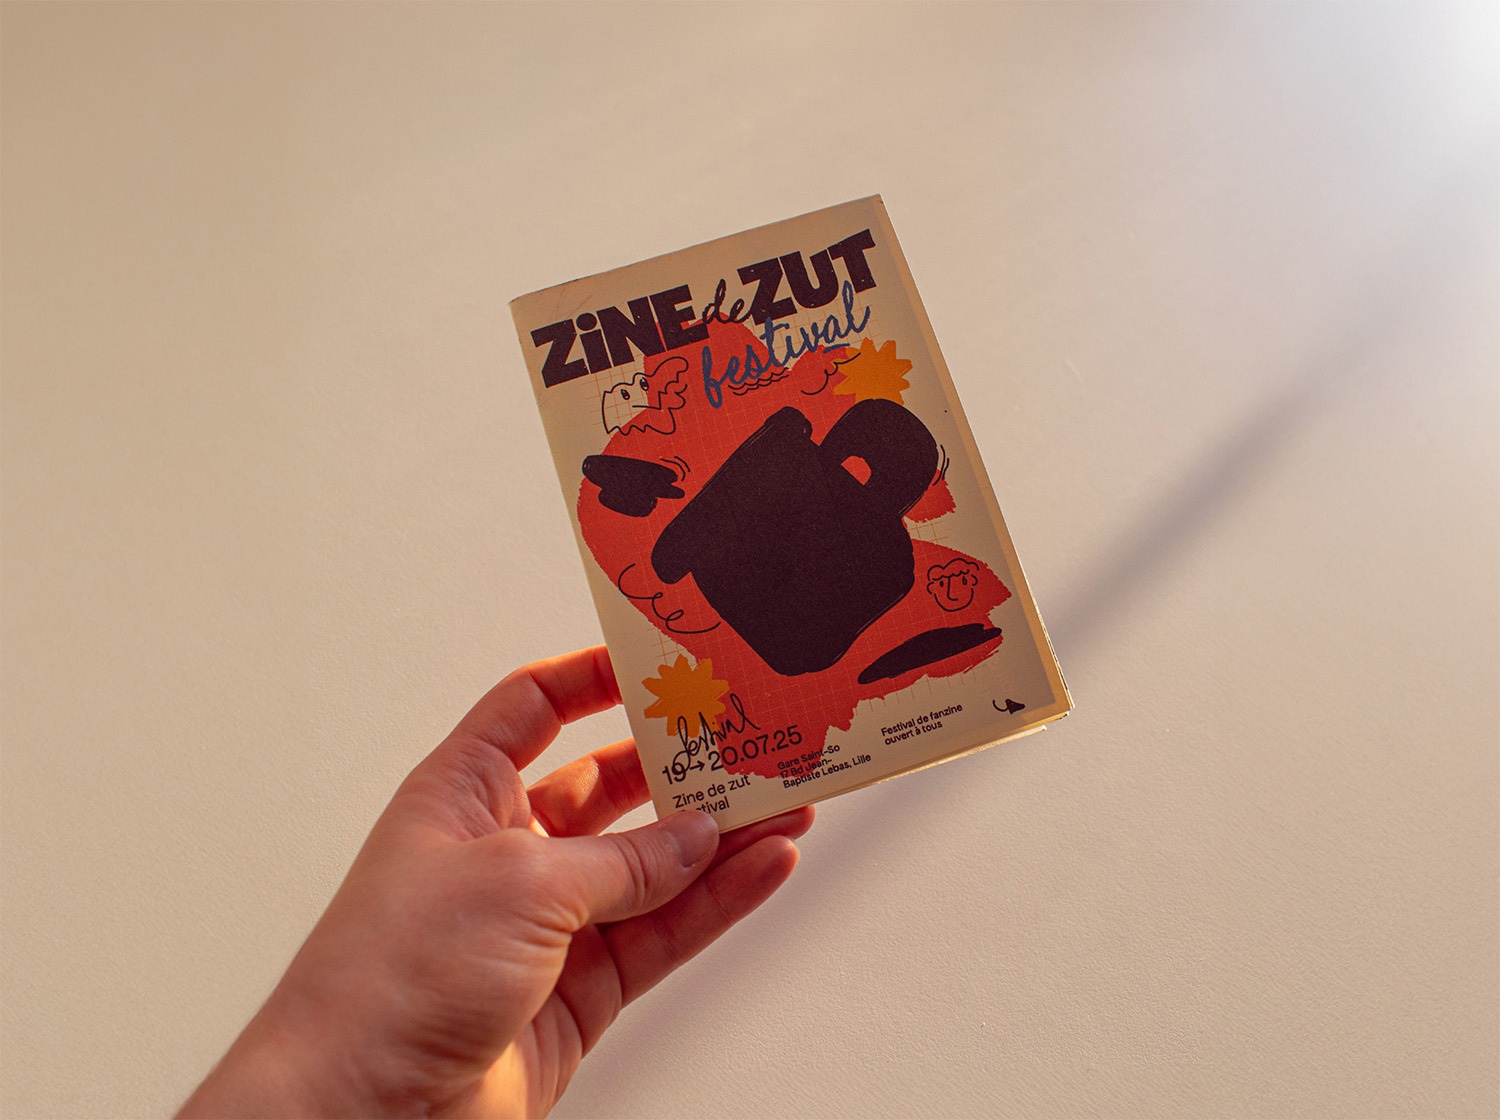 ZiNE de ZUT
festival
festival
19→20.07.25
Zine de zut
Gare Saint-So
17 Bd Jean-
Baptiste Lebas, Lille
Festival de fanzine
ouvert à tous